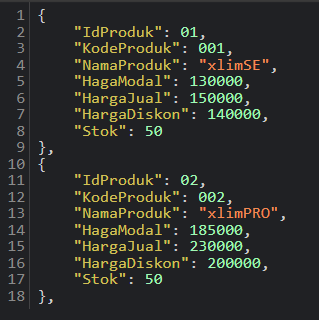 1 {
2     "IdProduk": 01,
3     "KodeProduk": 001,
4     "NamaProduk": "xlimSE",
5     "HagaModal": 130000,
6     "HargaJual": 150000,
7     "HargaDiskon": 140000,
8     "Stok": 50
9 },
10 {
11     "IdProduk": 02,
12     "KodeProduk": 002,
13     "NamaProduk": "xlimPRO",
14     "HagaModal": 185000,
15     "HargaJual": 230000,
16     "HargaDiskon": 200000,
17     "Stok": 50
18 },